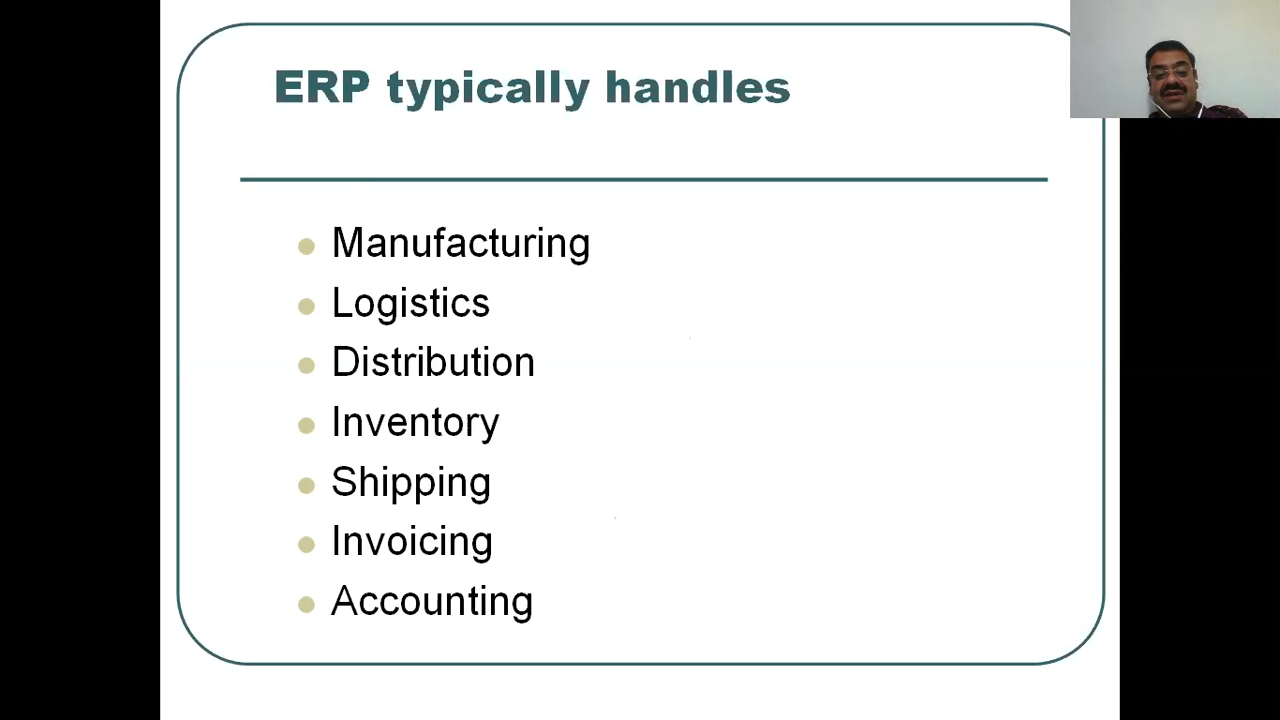 ERP typically handles
Manufacturing
Logistics
Distribution
Inventory
Shipping
Invoicing
Accounting